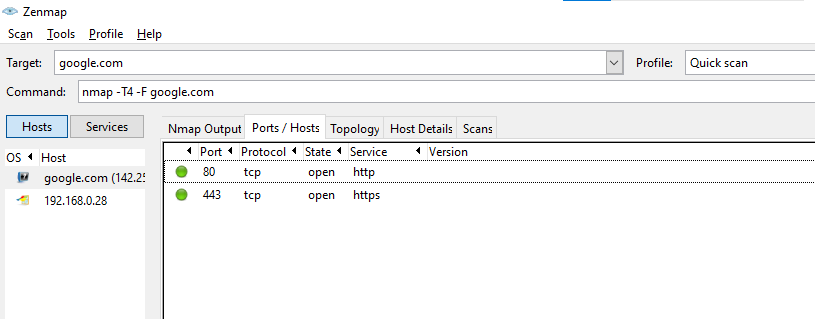 Zenmap
Scan Tools Profile Help
Target: google.com Profile: Quick scan
Command: nmap -T4 -F google.com
Hosts Services Nmap Output Ports / Hosts Topology Host Details Scans
OS Host Port Protocol State Service Version
google.com (142.25 80 tcp open http
192.168.0.28 443 tcp open https